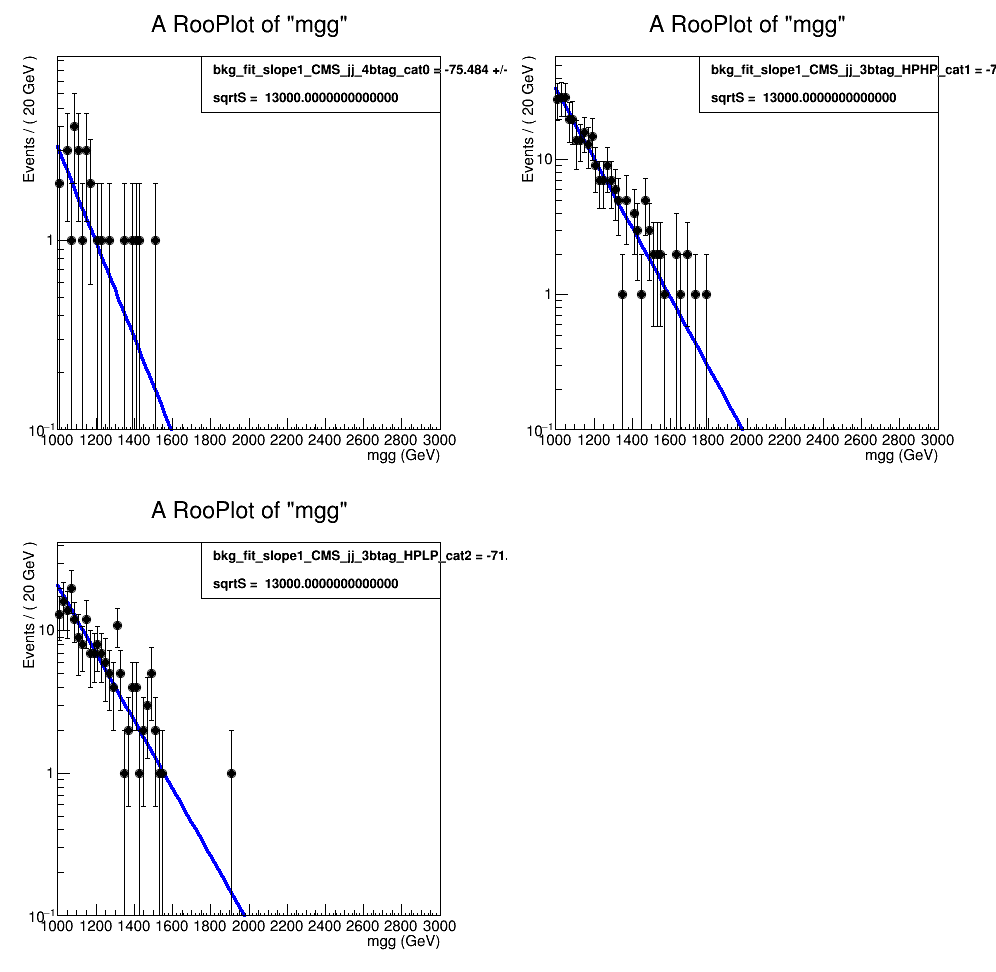 A RooPlot of "mgg"
Events / ( 20 GeV )
bkg_fit_slope1_CMS_jj_4btag_cat0 = -75.484 +/-
sqrtS = 13000.0000000000000
1
10⁻¹
1000 1200 1400 1600 1800 2000 2200 2400 2600 2800 3000
mgg (GeV)
A RooPlot of "mgg"
Events / ( 20 GeV )
bkg_fit_slope1_CMS_jj_3btag_HPHP_cat1 = -7
sqrtS = 13000.0000000000000
10
1
10⁻¹
1000 1200 1400 1600 1800 2000 2200 2400 2600 2800 3000
mgg (GeV)
A RooPlot of "mgg"
Events / ( 20 GeV )
bkg_fit_slope1_CMS_jj_3btag_HPLP_cat2 = -71.
sqrtS = 13000.0000000000000
10
1
10⁻¹
1000 1200 1400 1600 1800 2000 2200 2400 2600 2800 3000
mgg (GeV)